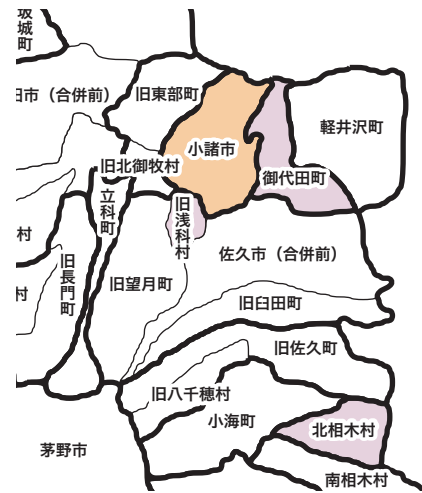 坂城町
田市（合併前）
旧東部町
軽井沢町
小諸市
旧北御牧村
御代田町
立科町
旧浅科村
村
佐久市（合併前）
旧長門町
旧望月町
村
旧臼田町
旧佐久町
旧八千穂村
小海町
北相木村
茅野市
南相木村